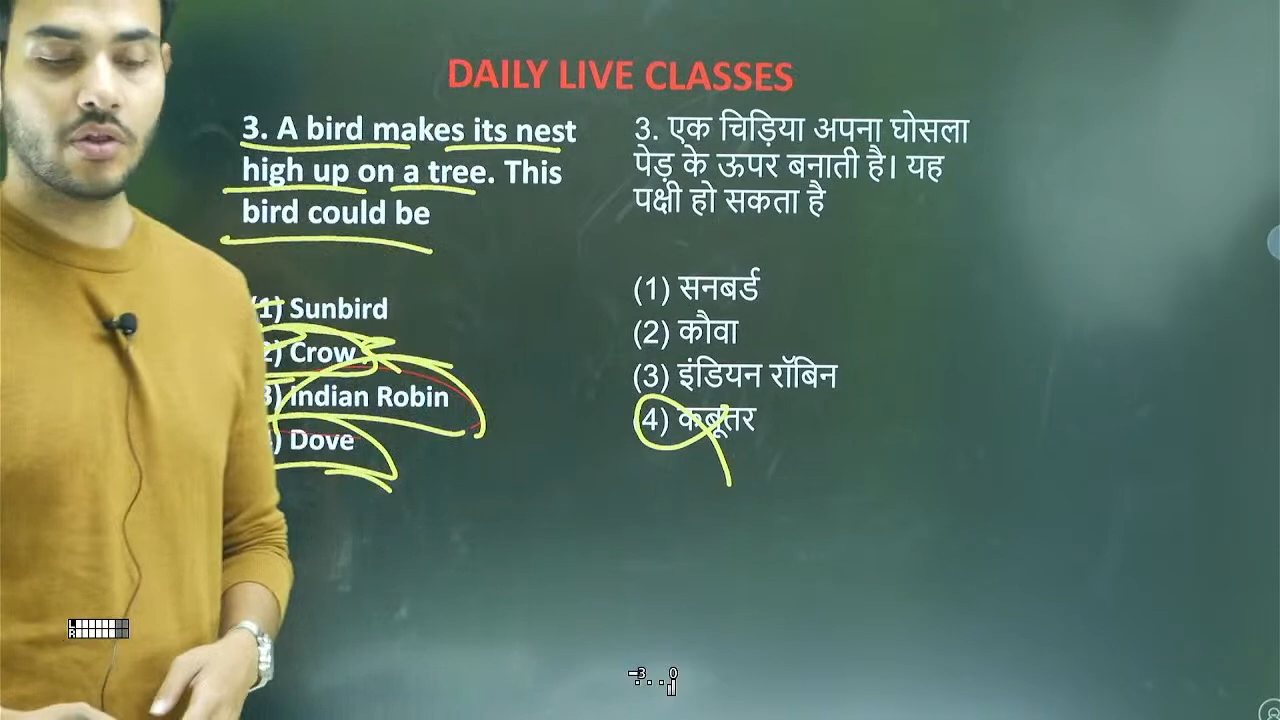 DAILY LIVE CLASSES
3. A bird makes its nest
high up on a tree. This
bird could be
(1) Sunbird
2) Crow
3) Indian Robin
) Dove
3. एक चिड़िया अपना घोसला
पेड़ के ऊपर बनाती है। यह
पक्षी हो सकता है
(1) सनबर्ड
(2) कौवा
(3) इंडियन रॉबिन
(4) कबूतर
L
R
-3 0